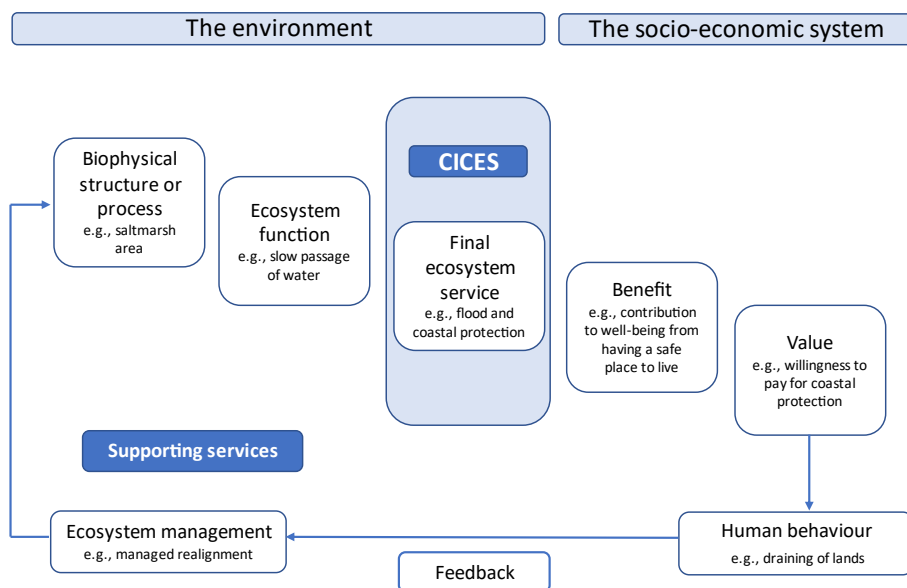 The environment
The socio-economic system
Biophysical
structure or
process
e.g., saltmarsh
area
Ecosystem
function
e.g., slow passage
of water
CICES
Final
ecosystem
service
e.g., flood and
coastal protection
Benefit
e.g., contribution
to well-being from
having a safe
place to live
Value
e.g., willingness to
pay for coastal
protection
Supporting services
Ecosystem management
e.g., managed realignment
Human behaviour
e.g., draining of lands
Feedback